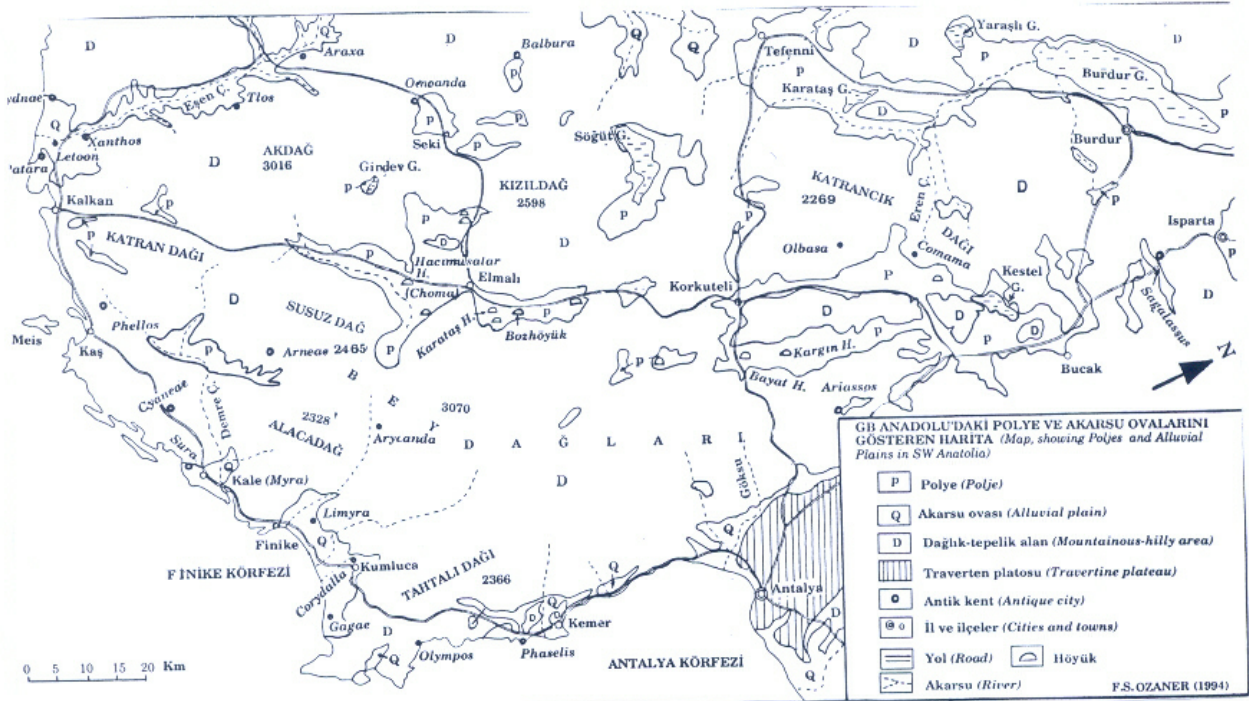 D
Q
Araxa
D
Balbura
P
Q
Q
Tefenni
P
D
Yaraşlı G.
P
D
Burdur G.
P
Eşen Ç.
Tlos
Q
Xanthos
Letoon
Kalkan
D
AKDAĞ
3016
Girdev G.
P
P
Seki
P
KIZILDAĞ
2598
P
Söğüt G.
P
D
Karataş G.
D
KATRANCIK
2269
Eren Ç.
D
DAĞI
Burdur
P
Isparta
P
P
P
KATRAN DAĞI
P
P
D
Hacımusalar
H.
(Choma)
Elmalı
Olbasa
Comama
P
Kestel
G.
Korkuteli
D
P
D
D
P
Sagalassus
D
Meis
Phellos
Kaş
D
SUSUZ DAĞ
Arneae 2465
P
P
Karataş H.
P
Bozhöyük
P
P
Kargın H.
Bayat H.
Ariassos
Bucak
N
Cyaneae
Demre Ç.
2328
ALACADAĞ
B E Y
3070
Arycanda
D A Ğ L A R I
D
Göksu
Sura
Kale (Myra)
Limyra
Q
Finike
FİNİKE KÖRFEZİ
Kumluca
Corydalla
Gagae
D
Q
Olympos
TAHTALI DAĞI
2366
Q
D
Q
Kemer
Phaselis
ANTALYA KÖRFEZİ
Q
Antalya
D
Q
0 5 10 15 20 Km
GB ANADOLU'DAKİ POLYE VE AKARSU OVALARINI
GÖSTEREN HARİTA (Map, showing Poljes and Alluvial
Plains in SW Anatolia)
P Polye (Polje)
Q Akarsu ovası (Alluvial plain)
D Dağlık-tepelik alan (Mountainous-hilly area)
Traverten platosu (Travertine plateau)
Antik kent (Antique city)
İl ve ilçeler (Cities and towns)
Yol (Road) Höyük
Akarsu (River)
F.S. OZANER (1994)